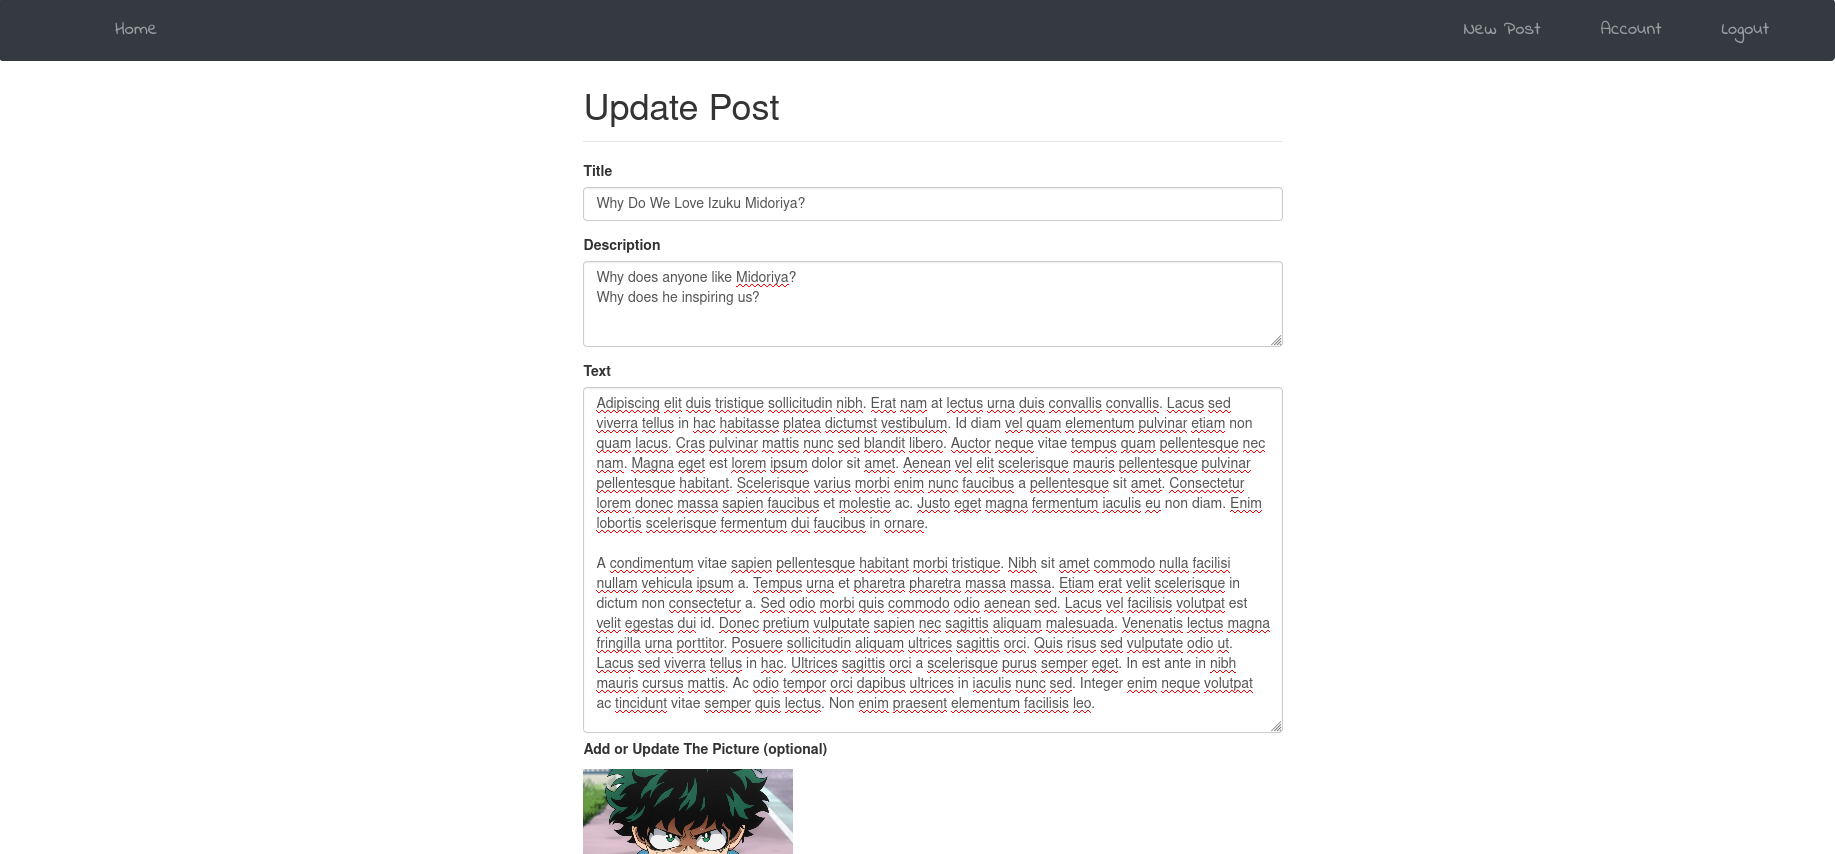 Home New Post Account Logout
Update Post
Title
Why Do We Love Izuku Midoriya?
Description
Why does anyone like Midoriya?
Why does he inspiring us?
Text
Adipiscing elit duis tristique sollicitudin nibh. Erat nam at lectus urna duis convallis convallis. Lacus sed
viverra tellus in hac habitasse platea dictumst vestibulum. Id diam vel quam elementum pulvinar etiam non
quam lacus. Cras pulvinar mattis nunc sed blandit libero. Auctor neque vitae tempus quam pellentesque nec
nam. Magna eget est lorem ipsum dolor sit amet. Aenean vel elit scelerisque mauris pellentesque pulvinar
pellentesque habitant. Scelerisque varius morbi enim nunc faucibus a pellentesque sit amet. Consectetur
lorem donec massa sapien faucibus et molestie ac. Justo eget magna fermentum iaculis eu non diam. Enim
lobortis scelerisque fermentum dui faucibus in ornare.
A condimentum vitae sapien pellentesque habitant morbi tristique. Nibh sit amet commodo nulla facilisi
nullam vehicula ipsum a. Tempus urna et pharetra pharetra massa massa. Etiam erat velit scelerisque in
dictum non consectetur a. Sed odio morbi quis commodo odio aenean sed. Lacus vel facilisis volutpat est
velit egestas dui id. Donec pretium vulputate sapien nec sagittis aliquam malesuada. Venenatis lectus magna
fringilla urna porttitor. Posuere sollicitudin aliquam ultrices sagittis orci. Quis risus sed vulputate odio ut.
Lacus sed viverra tellus in hac. Ultrices sagittis orci a scelerisque purus semper eget. In est ante in nibh
mauris cursus mattis. Ac odio tempor orci dapibus ultrices in iaculis nunc sed. Integer enim neque volutpat
ac tincidunt vitae semper quis lectus. Non enim praesent elementum facilisis leo.
Add or Update The Picture (optional)